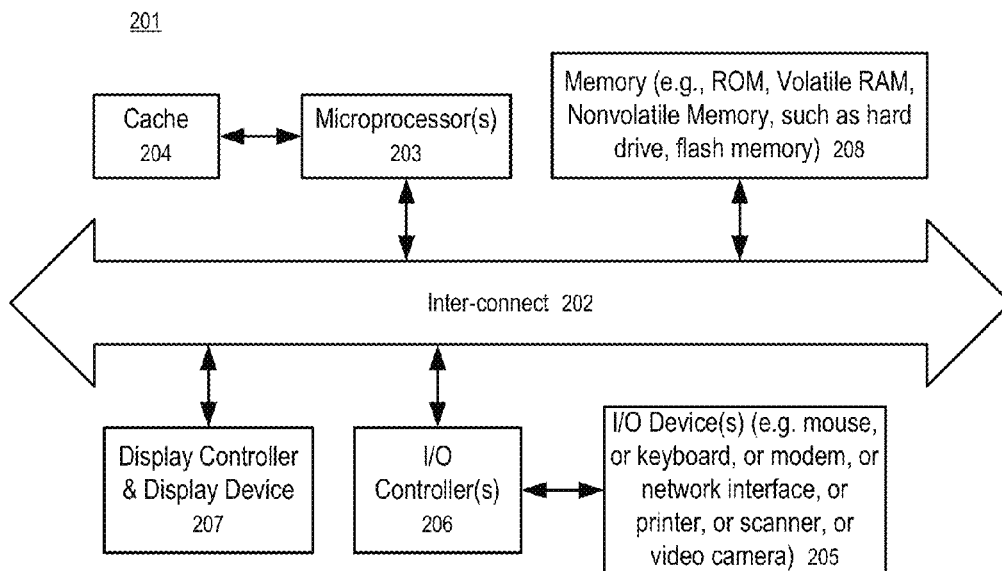 201
Cache
204
Microprocessor(s)
203
Memory (e.g., ROM, Volatile RAM,
Nonvolatile Memory, such as hard
drive, flash memory) 208
Inter-connect 202
Display Controller
& Display Device
207
I/O
Controller(s)
206
I/O Device(s) (e.g. mouse,
or keyboard, or modem, or
network interface, or
printer, or scanner, or
video camera) 205